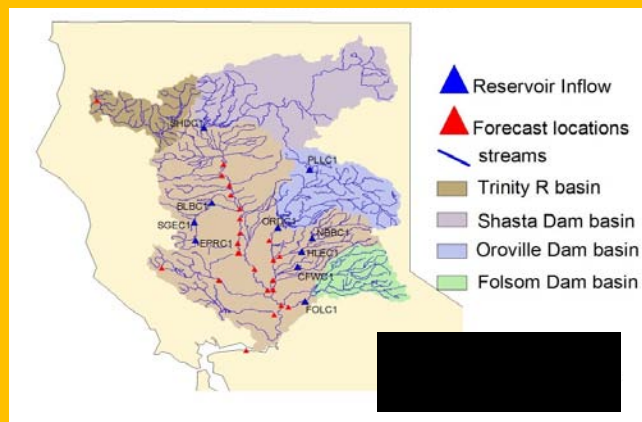 Reservoir Inflow
SHDC1
Forecast locations
streams
PLLC1
Trinity R basin
BLBC1
Shasta Dam basin
SGEC1
NBBC1
HLEC1
Oroville Dam basin
CFWC1
Folsom Dam basin
FOLC1